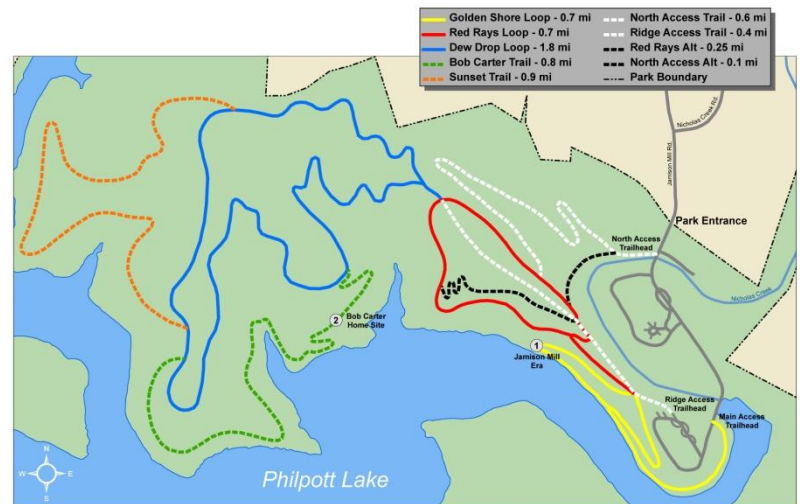 Golden Shore Loop - 0.7 mi
Red Rays Loop - 0.7 mi
Dew Drop Loop - 1.8 mi
Bob Carter Trail - 0.8 mi
Sunset Trail - 0.9 mi
North Access Trail - 0.6 mi
Ridge Access Trail - 0.4 mi
Red Rays Alt - 0.25 mi
North Access Alt - 0.1 mi
Park Boundary
Nicholas Creek Rd.
Jamison Mill Rd.
Park Entrance
North Access
Trailhead
Nicholas Creek
2
Bob Carter
Home Site
1
Jamison Mill
Era
Ridge Access
Trailhead
Main Access
Trailhead
Philpott Lake
N
W
E
S